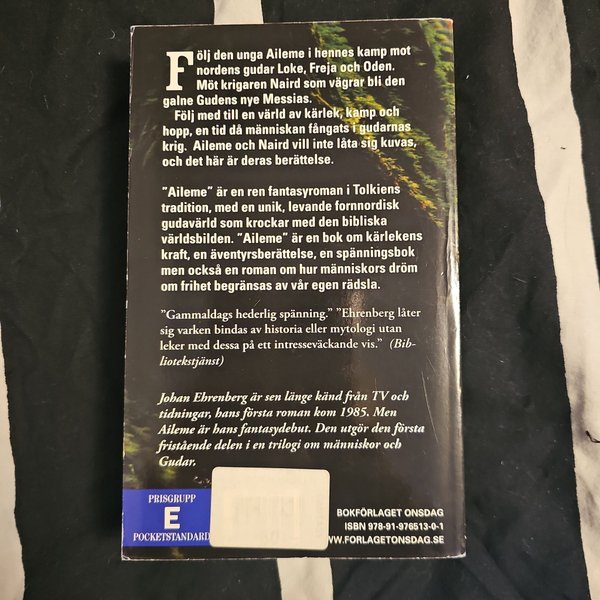 Följ den unga Aileme i hennes kamp mot
nordens gudar Loke, Freja och Oden.
Möt krigaren Naird som vägrar bli den
galne Gudens nye Messias.
Följ med till en värld av kärlek, kamp och
hopp, en tid då människan fångats i gudarnas
krig. Aileme och Naird vill inte låta sig kuvas,
och det här är deras berättelse.
"Aileme" är en ren fantasyroman i Tolkiens
tradition, med en unik, levande fornnordisk
gudavärld som krockar med den bibliska
världsbilden. "Aileme" är en bok om kärlekens
kraft, en äventyrsberättelse, en spänningsbok
men också en roman om hur människors dröm
om frihet begränsas av vår egen rädsla.
"Gammaldags hederlig spänning." "Ehrenberg låter
sig varken bindas av historia eller mytologi utan
leker med dessa på ett intresseväckande vis." (Bib-
liotekstjänst)
Johan Ehrenberg är sen länge känd från TV och
tidningar, hans första roman kom 1985. Men
Aileme är hans fantasydebut. Den utgör den första
fristående delen i en trilogi om människor och
Gudar.
PRISGRUPP
E
POCKETSTANDARD
BOKFÖRLAGET ONSDAG
ISBN 978-91-976513-0-1
WWW.FORLAGETONSDAG.SE